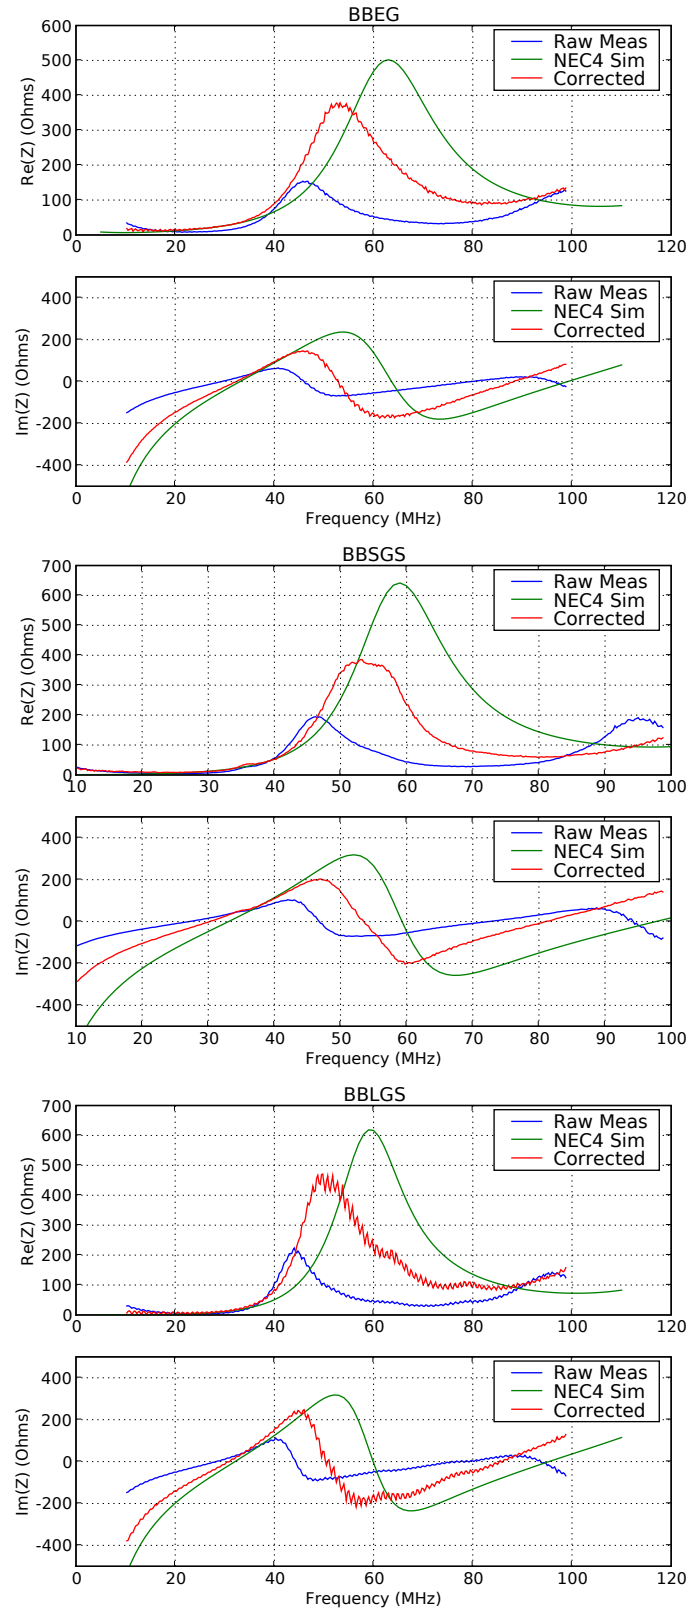 BBEG
600
500
400
300
200
100
0
Re(Z) (Ohms)
Raw Meas
NEC4 Sim
Corrected
0 20 40 60 80 100 120
400
200
0
-200
-400
Im(Z) (Ohms)
Raw Meas
NEC4 Sim
Corrected
0 20 40 60 80 100 120
Frequency (MHz)
BBSGS
700
600
500
400
300
200
100
0
Re(Z) (Ohms)
Raw Meas
NEC4 Sim
Corrected
10 20 30 40 50 60 70 80 90 100
400
200
0
-200
-400
Im(Z) (Ohms)
Raw Meas
NEC4 Sim
Corrected
10 20 30 40 50 60 70 80 90 100
Frequency (MHz)
BBLGS
700
600
500
400
300
200
100
0
Re(Z) (Ohms)
Raw Meas
NEC4 Sim
Corrected
0 20 40 60 80 100 120
400
200
0
-200
-400
Im(Z) (Ohms)
Raw Meas
NEC4 Sim
Corrected
0 20 40 60 80 100 120
Frequency (MHz)